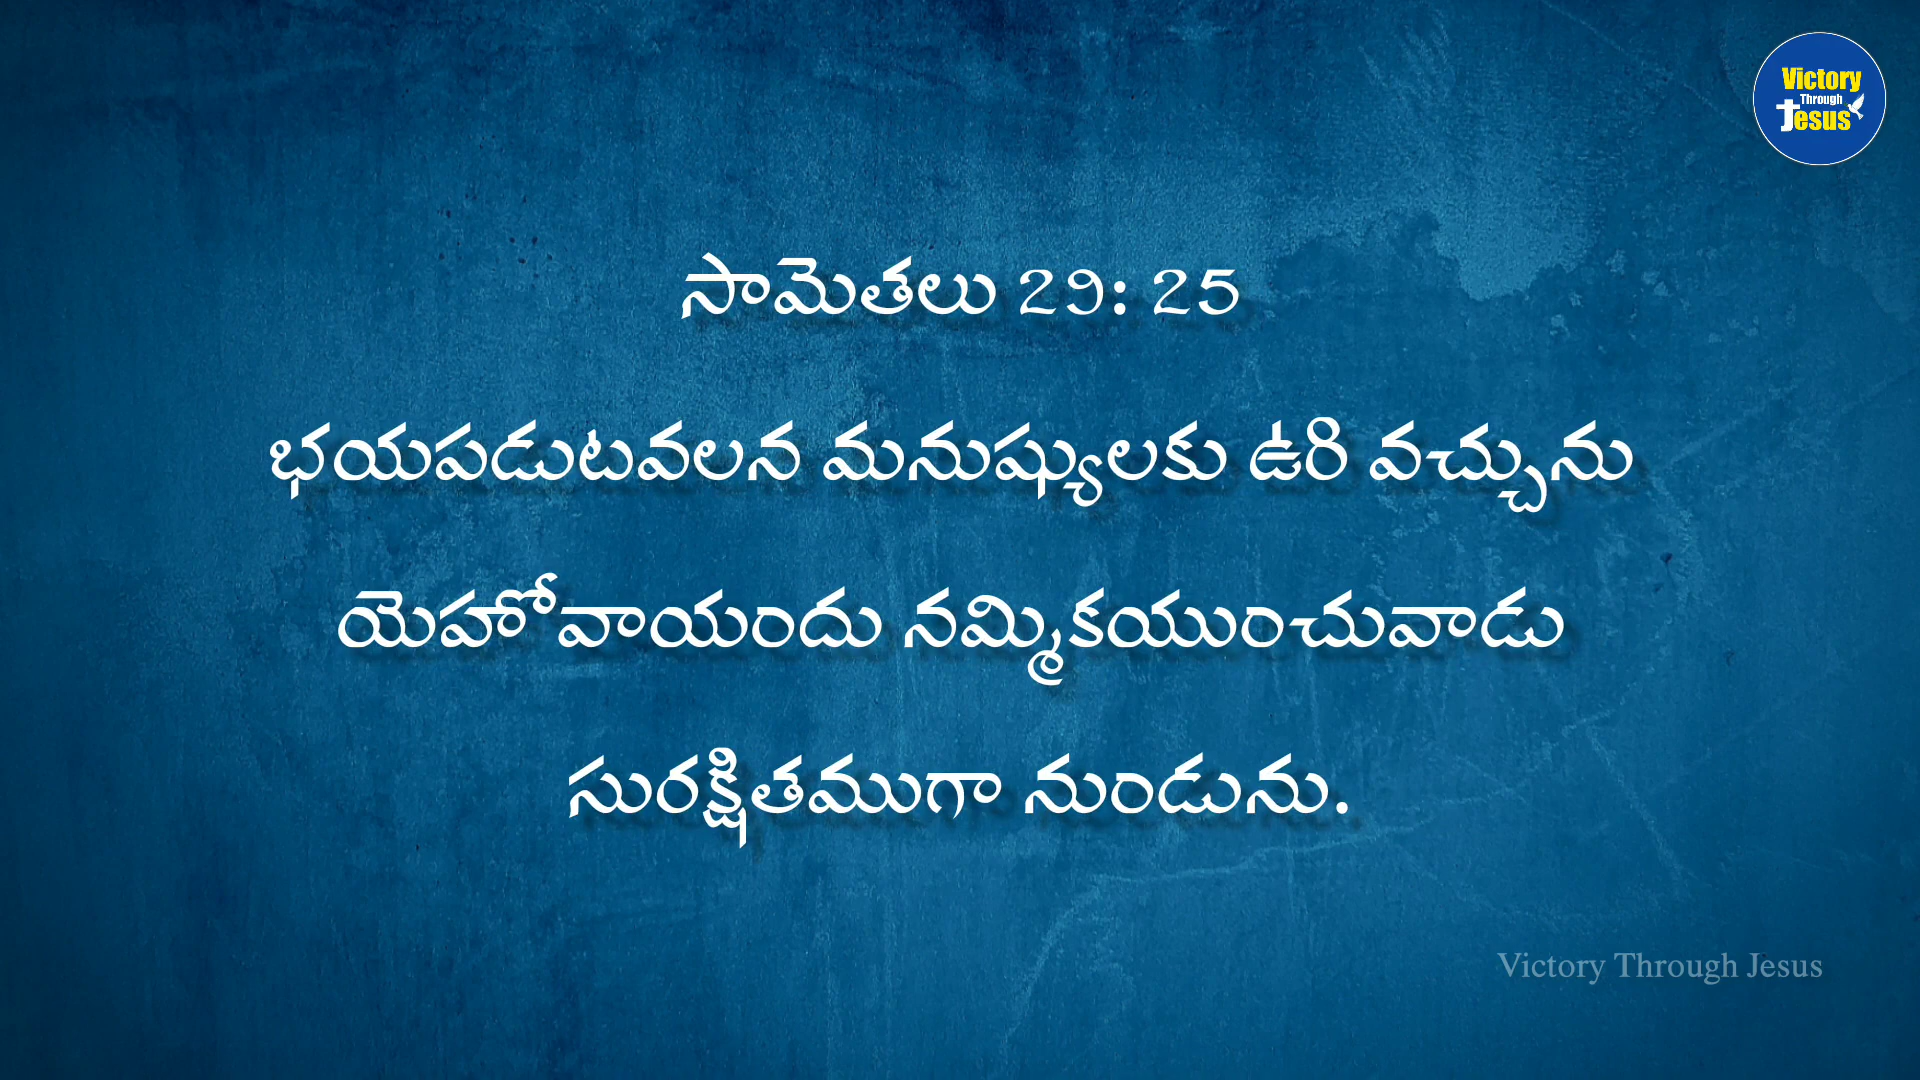 Victory
Through
Jesus
సామెతలు 29: 25
భయపడుటవలన మనుష్యులకు ఉరి వచ్చును
యెహోవాయందు నమ్మికయుంచువాడు
సురక్షితముగా నుండును.
Victory Through Jesus